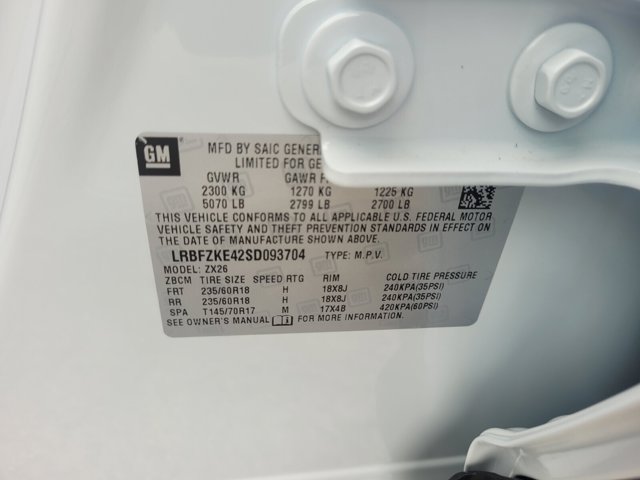 GM
MFD BY SAIC GENERAL
LIMITED FOR GE
GVWR GAWR
2300 KG 1270 KG 1225 KG
5070 LB 2799 LB 2700 LB
THIS VEHICLE CONFORMS TO ALL APPLICABLE U.S. FEDERAL MOTOR
VEHICLE SAFETY AND THEFT PREVENTION STANDARDS IN EFFECT ON
THE DATE OF MANUFACTURE SHOWN ABOVE.
LRBFZKE42SD093704 TYPE: M.P.V.
MODEL: ZX26
ZBCM TIRE SIZE SPEED RTG RIM COLD TIRE PRESSURE
FRT 235/60R18 H 18X8J 240KPA(35PSI)
RR 235/60R18 H 18X8J 240KPA(35PSI)
SPA T145/70R17 M 17X4B 420KPA(60PSI)
SEE OWNER'S MANUAL FOR MORE INFORMATION.